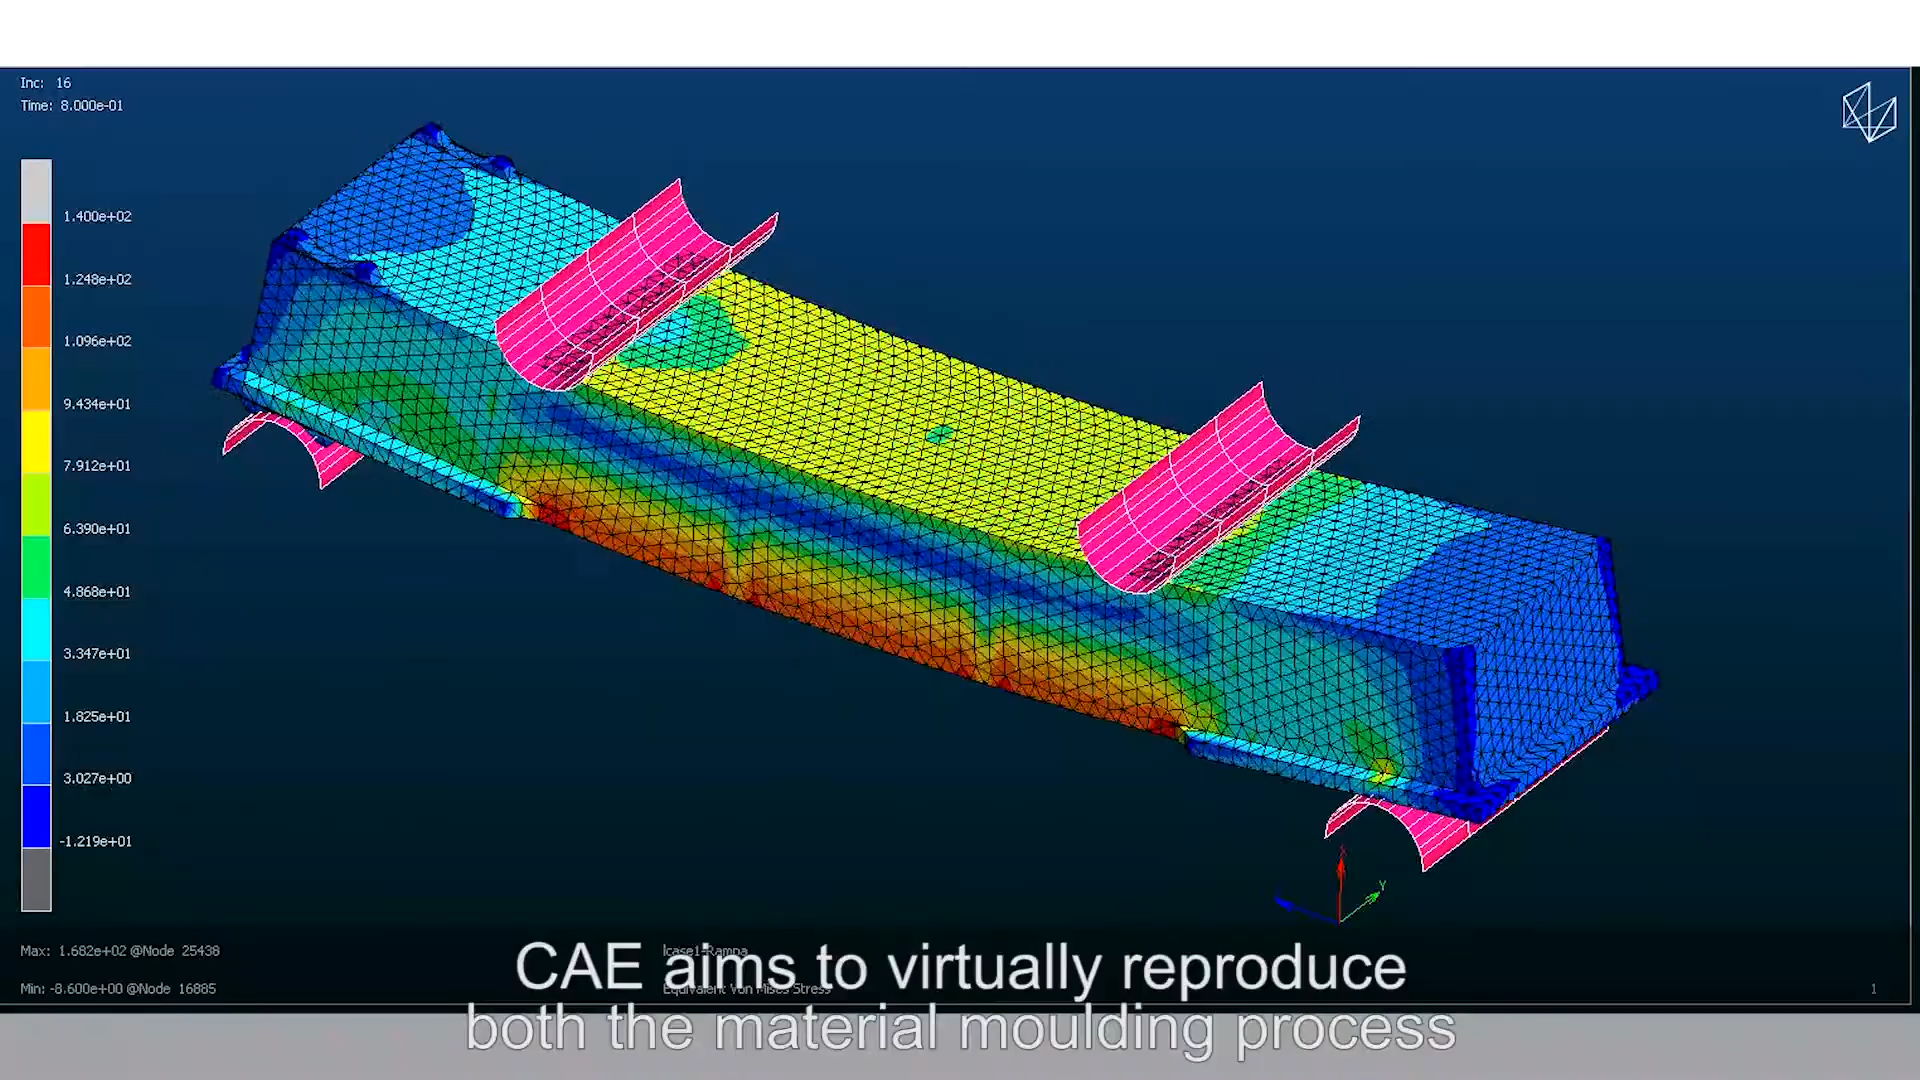 Inc: 16
Time: 8.000e-01
1.400e+02
1.248e+02
1.096e+02
9.434e+01
7.912e+01
6.390e+01
4.868e+01
3.347e+01
1.825e+01
3.027e+00
-1.219e+01
X
Y
Max: 1.682e+02 @Node 25438
lcase1-Rampa
Min: -8.600e+00 @Node 16885
Equivalent Von Mises Stress
1
CAE aims to virtually reproduce
both the material moulding process